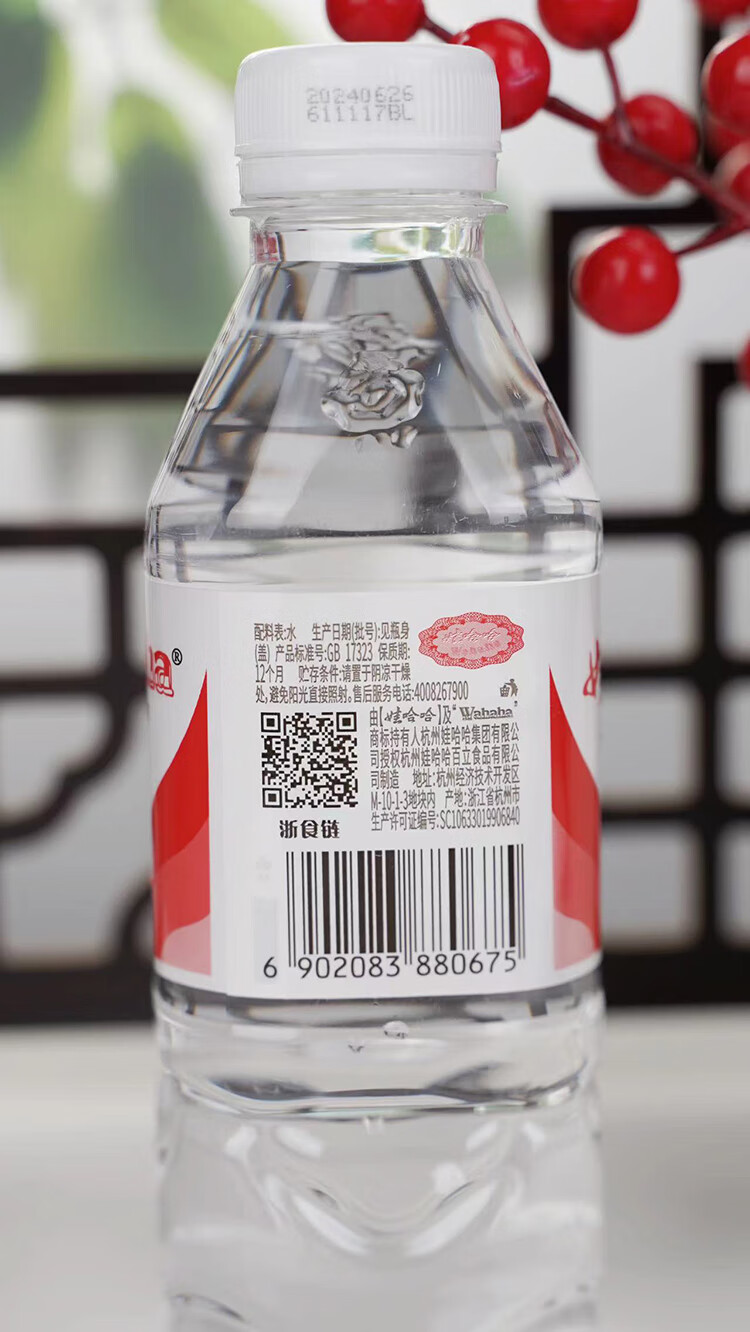 20240626
611117BL
配料表:水 生产日期(批号):见瓶身
(盖) 产品标准号:GB 17323 保质期:
12个月 贮存条件:请置于阴凉干燥
处,避免阳光直接照射。售后服务电话:4008267900
娃哈哈
Wahaha
由【娃哈哈】及“Wahaha”
商标持有人杭州娃哈哈集团有限公
司授权杭州娃哈哈百立食品有限公
司制造 地址:杭州经济技术开发区
M-10-1-3地块内 产地:浙江省杭州市
生产许可证编号:SC10633019906840
浙食链
6 902083 880675